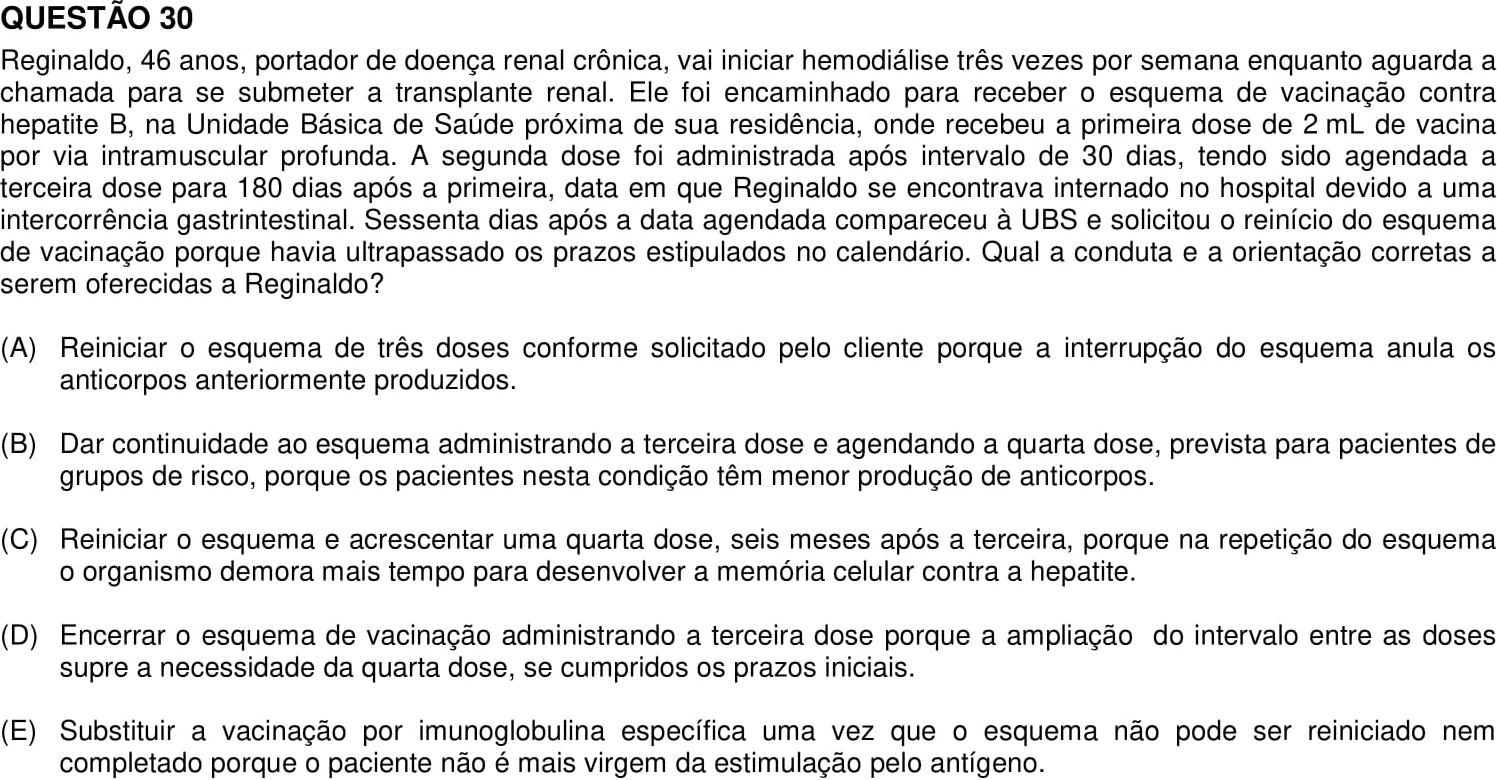 QUESTÃO 30
Reginaldo, 46 anos, portador de doença renal crônica, vai iniciar hemodiálise três vezes por semana enquanto aguarda a
chamada para se submeter a transplante renal. Ele foi encaminhado para receber o esquema de vacinação contra
hepatite B, na Unidade Básica de Saúde próxima de sua residência, onde recebeu a primeira dose de 2 mL de vacina
por via intramuscular profunda. A segunda dose foi administrada após intervalo de 30 dias, tendo sido agendada a
terceira dose para 180 dias após a primeira, data em que Reginaldo se encontrava internado no hospital devido a uma
intercorrência gastrintestinal. Sessenta dias após a data agendada compareceu à UBS e solicitou o reinício do esquema
de vacinação porque havia ultrapassado os prazos estipulados no calendário. Qual a conduta e a orientação corretas a
serem oferecidas a Reginaldo?
(A) Reiniciar o esquema de três doses conforme solicitado pelo cliente porque a interrupção do esquema anula os
anticorpos anteriormente produzidos.
(B) Dar continuidade ao esquema administrando a terceira dose e agendando a quarta dose, prevista para pacientes de
grupos de risco, porque os pacientes nesta condição têm menor produção de anticorpos.
(C) Reiniciar o esquema e acrescentar uma quarta dose, seis meses após a terceira, porque na repetição do esquema
o organismo demora mais tempo para desenvolver a memória celular contra a hepatite.
(D) Encerrar o esquema de vacinação administrando a terceira dose porque a ampliação do intervalo entre as doses
supre a necessidade da quarta dose, se cumpridos os prazos iniciais.
(E) Substituir a vacinação por imunoglobulina específica uma vez que o esquema não pode ser reiniciado nem
completado porque o paciente não é mais virgem da estimulação pelo antígeno.